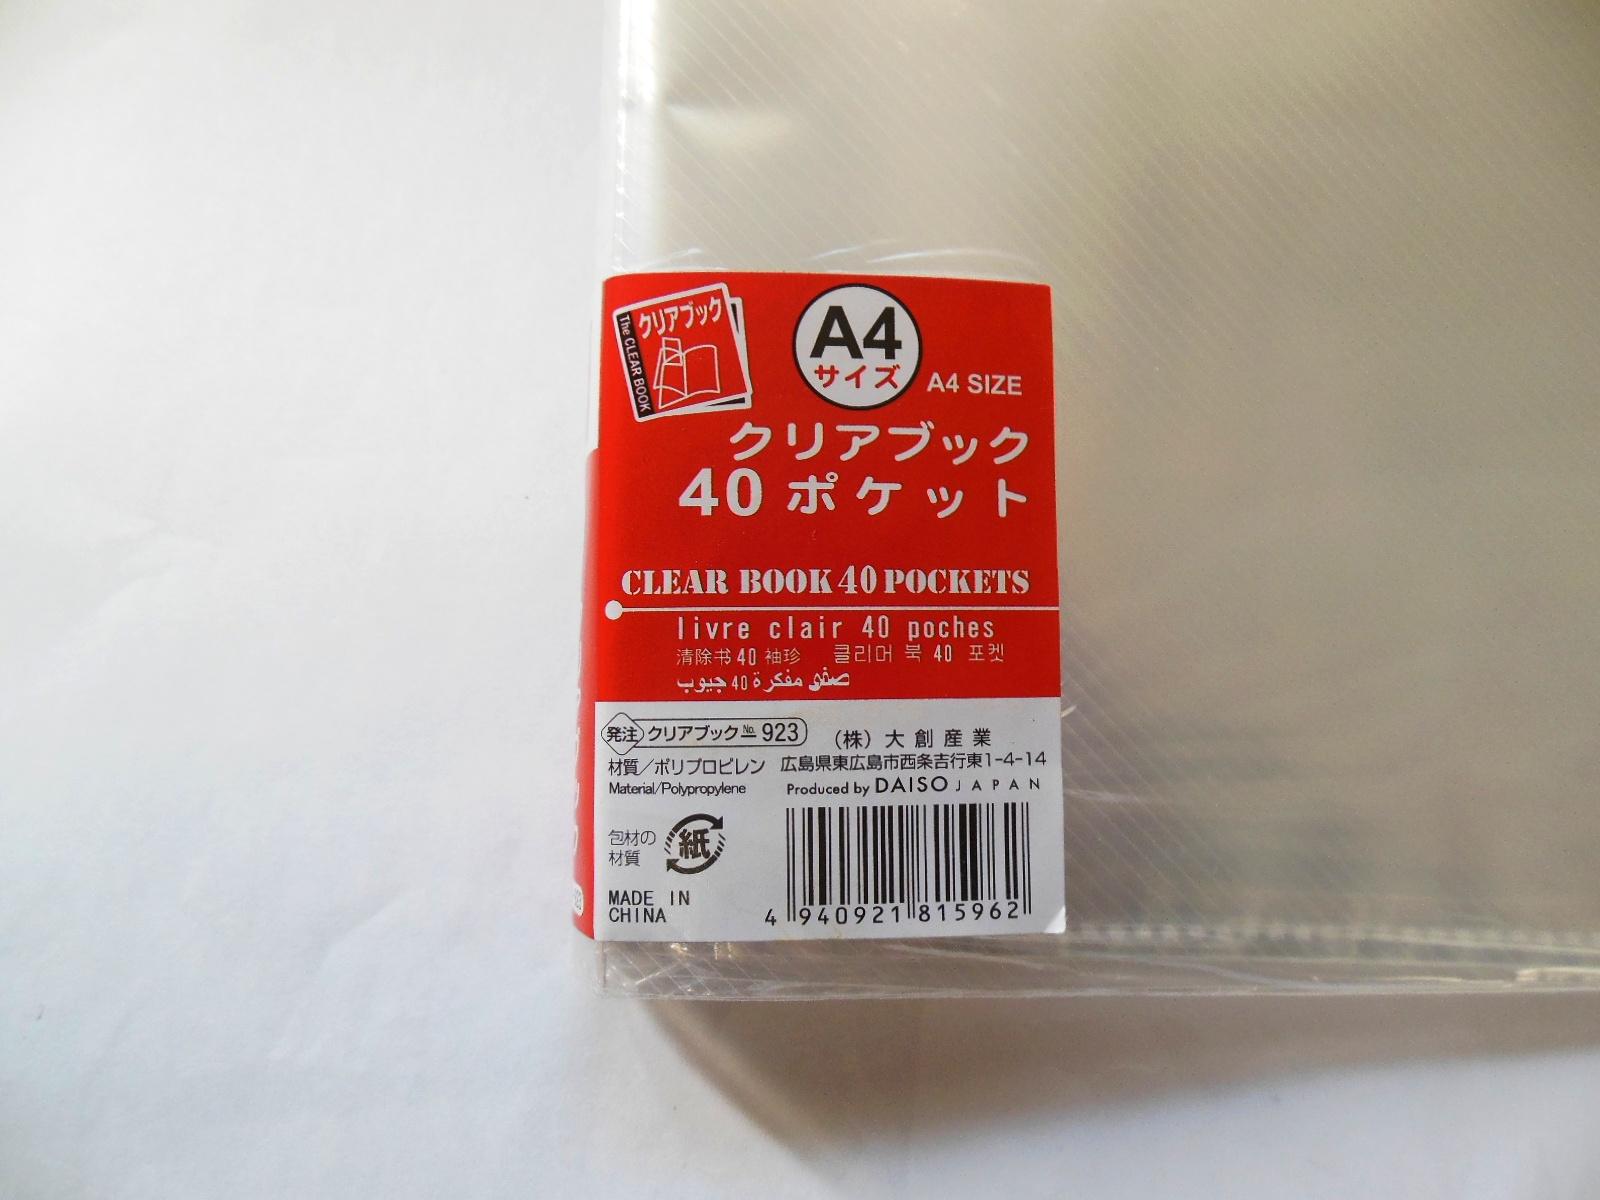 クリアブック
The CLEAR BOOK
A4
サイズ
A4 SIZE
クリアブック
40 ポケット
CLEAR BOOK 40 POCKETS
livre clair 40 poches
清除书 40 袖珍 클리어 북 40 포켓
صفي مفكرة 40 جيوب
発注 クリアブック No. 923
(株) 大創産業
材質/ポリプロピレン 広島県東広島市西条吉行東1-4-14
Material/Polypropylene Produced by DAISO JAPAN
包材の
材質
紙
MADE IN
CHINA
4 940921 815962